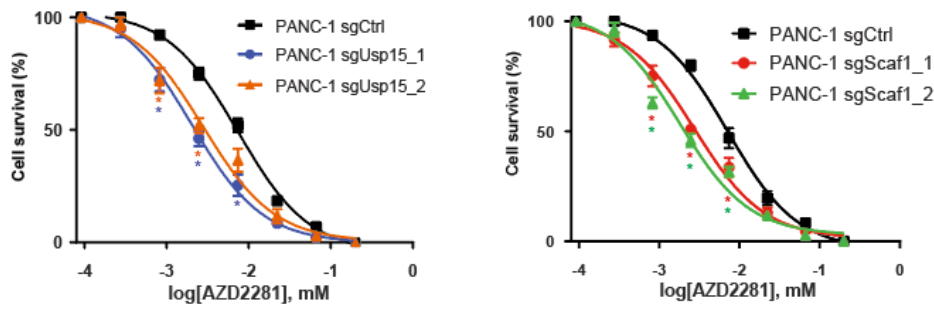 Cell survival (%)
100
50
0
PANC-1 sgCtrl
PANC-1 sgUsp15_1
PANC-1 sgUsp15_2
*
*
*
*
*
-4
-3
-2
-1
0
log[AZD2281], mM
Cell survival (%)
100
50
0
PANC-1 sgCtrl
PANC-1 sgScaf1_1
PANC-1 sgScaf1_2
*
*
*
*
*
*
-4
-3
-2
-1
0
log[AZD2281], mM